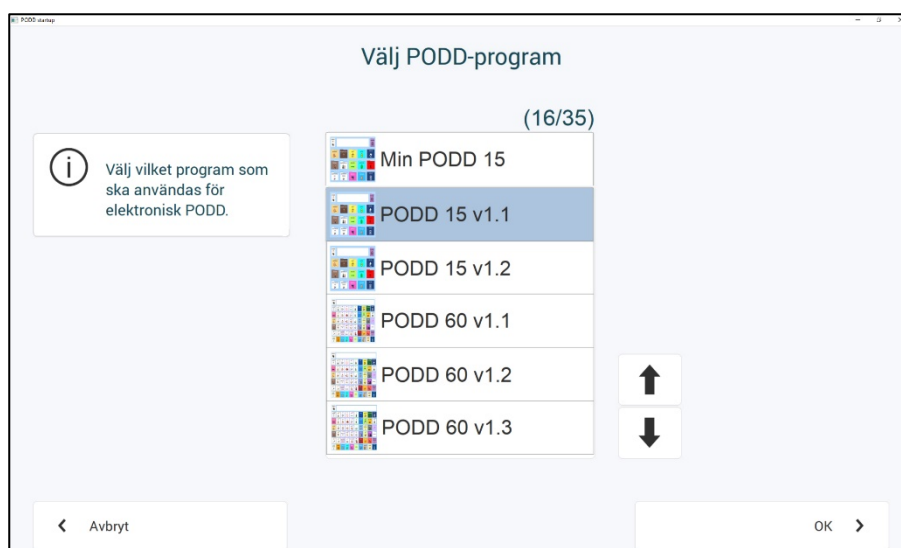 PODD startup
Välj PODD-program
(16/35)
Välj vilket program som
ska användas för
elektronisk PODD.
Min PODD 15
PODD 15 v1.1
PODD 15 v1.2
PODD 60 v1.1
PODD 60 v1.2
PODD 60 v1.3
Avbryt
OK